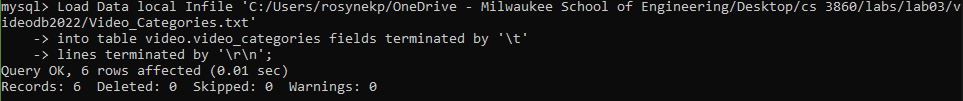 mysql> Load Data local Infile 'C:/Users/rosynekp/OneDrive - Milwaukee School of Engineering/Desktop/cs 3860/labs/lab03/v
ideodb2022/Video_Categories.txt'
    -> into table video.video_categories fields terminated by '\t'
    -> lines terminated by '\r\n';
Query OK, 6 rows affected (0.01 sec)
Records: 6  Deleted: 0  Skipped: 0  Warnings: 0